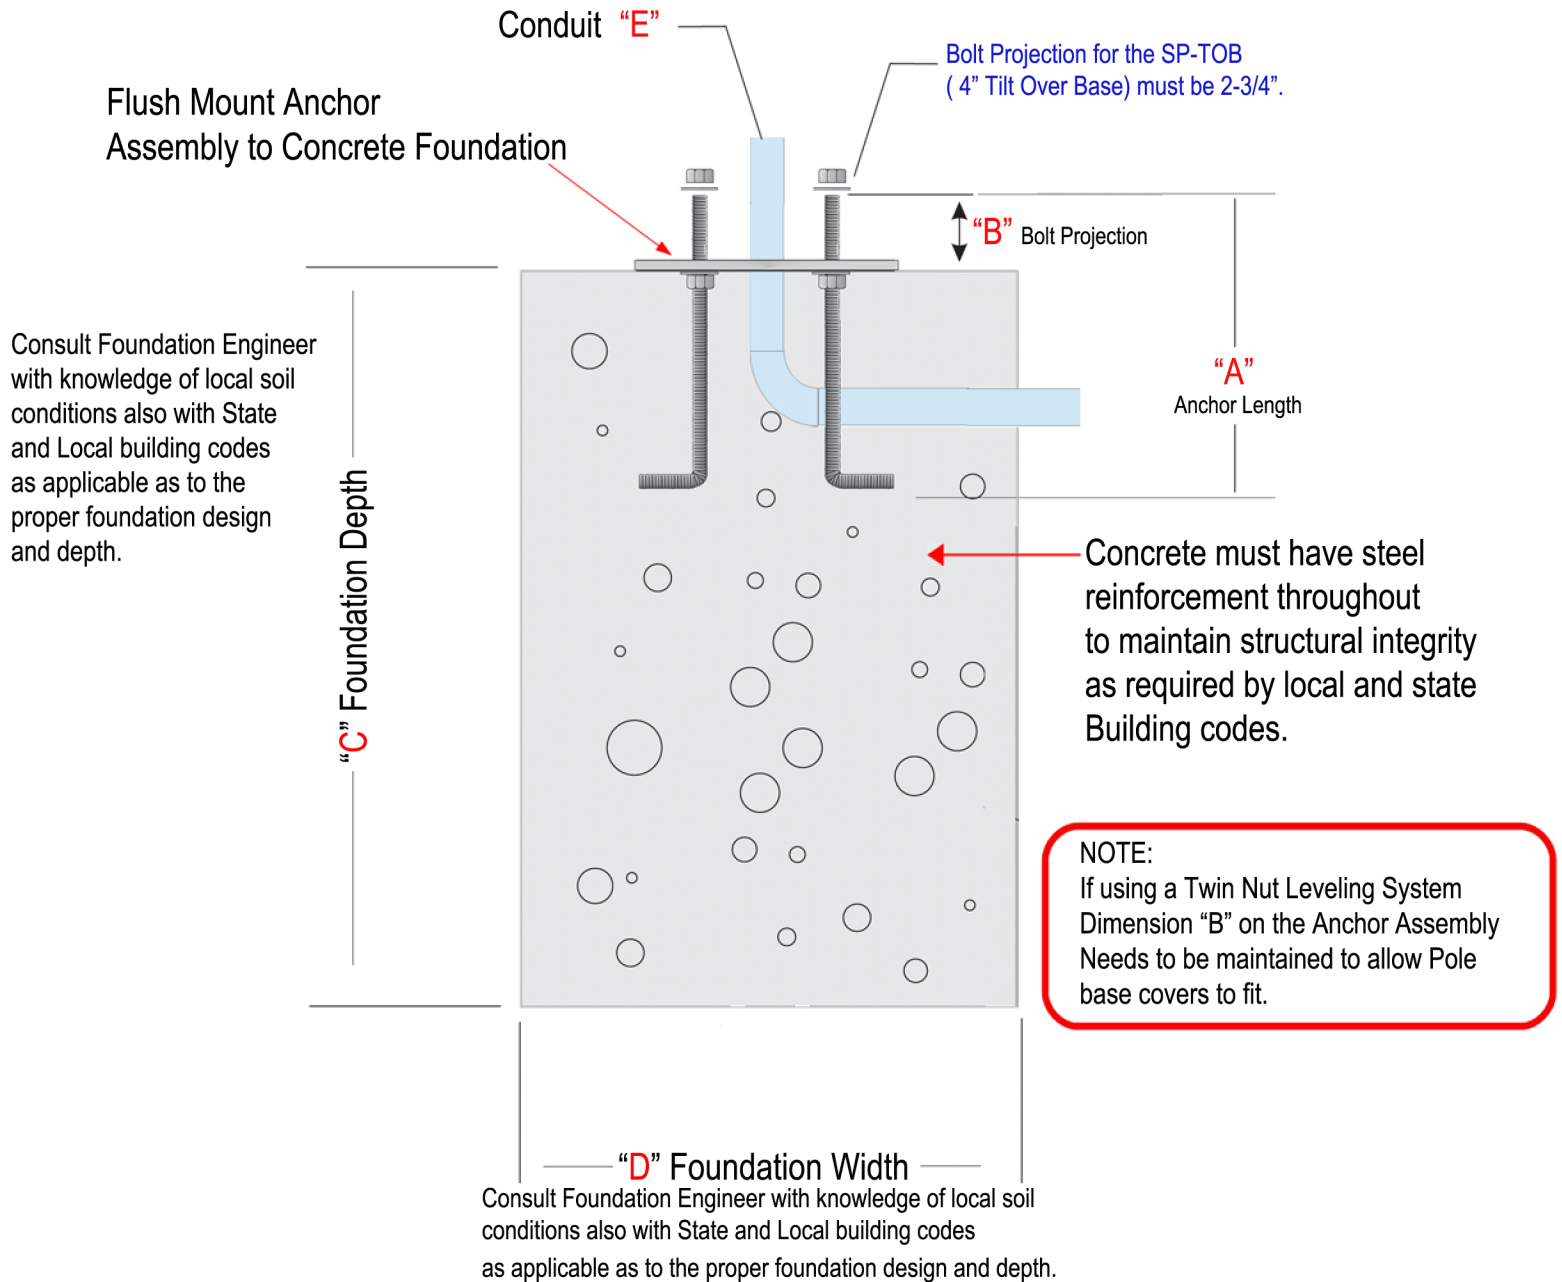 Conduit “E”
Bolt Projection for the SP-TOB
( 4” Tilt Over Base) must be 2-3/4”.
Flush Mount Anchor
Assembly to Concrete Foundation
“B” Bolt Projection
“A”
Anchor Length
Consult Foundation Engineer
with knowledge of local soil
conditions also with State
and Local building codes
as applicable as to the
proper foundation design
and depth.
“C” Foundation Depth
Concrete must have steel
reinforcement throughout
to maintain structural integrity
as required by local and state
Building codes.
NOTE:
If using a Twin Nut Leveling System
Dimension “B” on the Anchor Assembly
Needs to be maintained to allow Pole
base covers to fit.
“D” Foundation Width
Consult Foundation Engineer with knowledge of local soil
conditions also with State and Local building codes
as applicable as to the proper foundation design and depth.